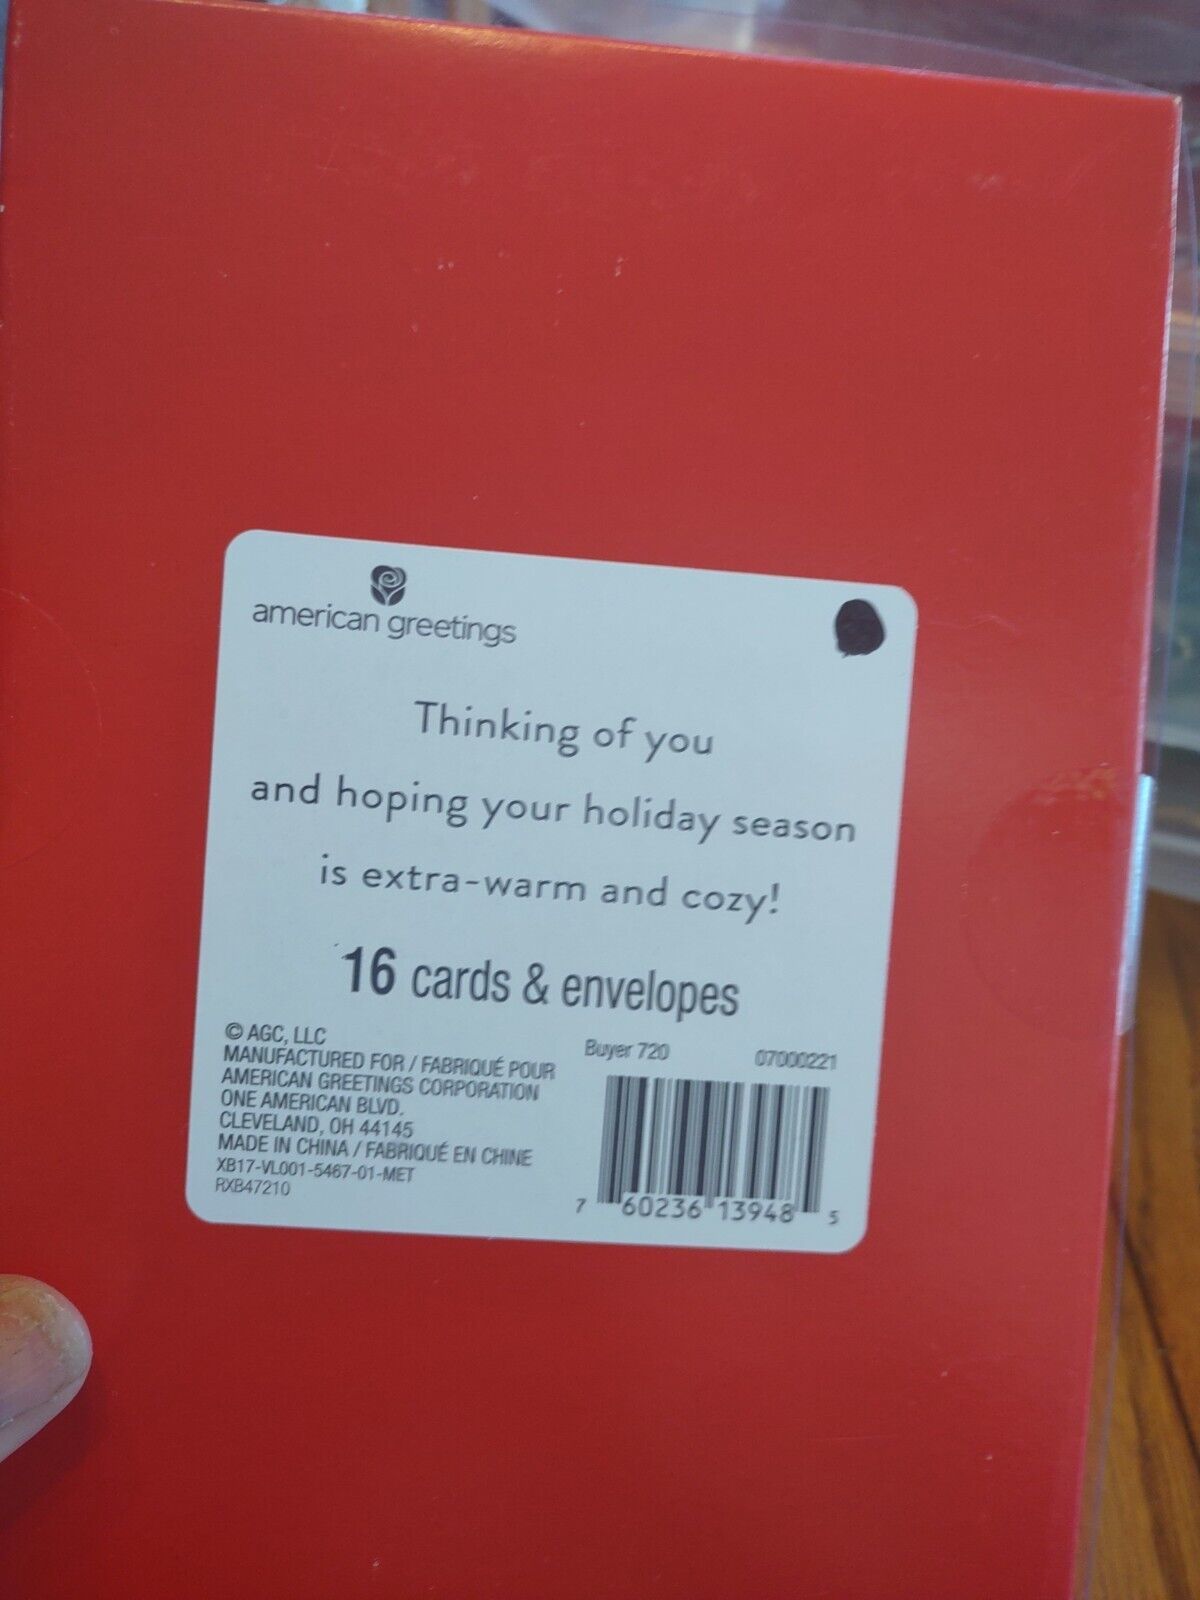 american greetings
Thinking of you
and hoping your holiday season
is extra-warm and cozy!
16 cards & envelopes
© AGC, LLC
MANUFACTURED FOR / FABRIQUÉ POUR
AMERICAN GREETINGS CORPORATION
ONE AMERICAN BLVD.
CLEVELAND, OH 44145
MADE IN CHINA / FABRIQUÉ EN CHINE
XB17-VL001-5467-01-MET
RXB47210
Buyer 720 07000221
7 60236 13948 5